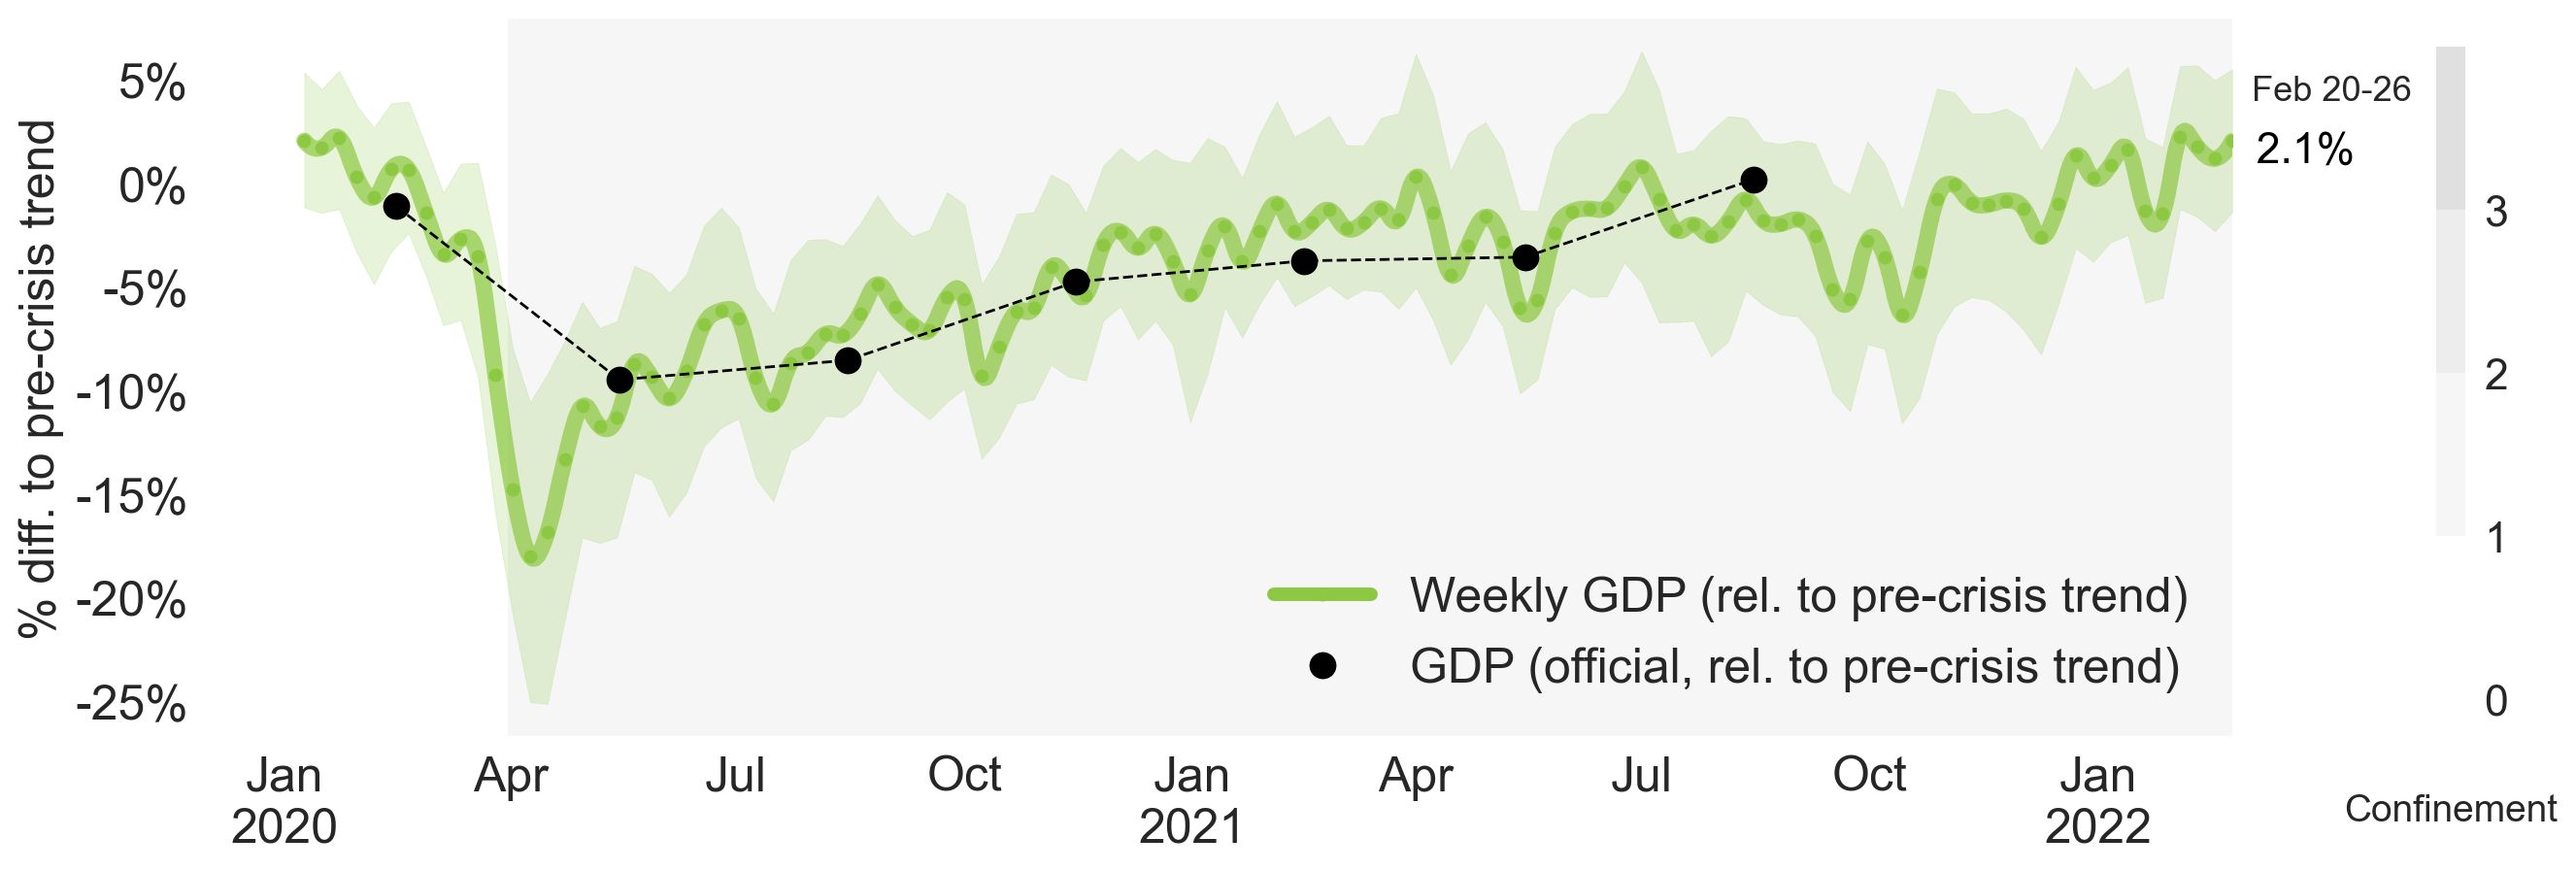 % diff. to pre-crisis trend
5%
0%
-5%
-10%
-15%
-20%
-25%
Jan
2020
Apr
Jul
Oct
Jan
2021
Apr
Jul
Oct
Jan
2022
Weekly GDP (rel. to pre-crisis trend)
GDP (official, rel. to pre-crisis trend)
Feb 20-26
2.1%
3
2
1
0
Confinement